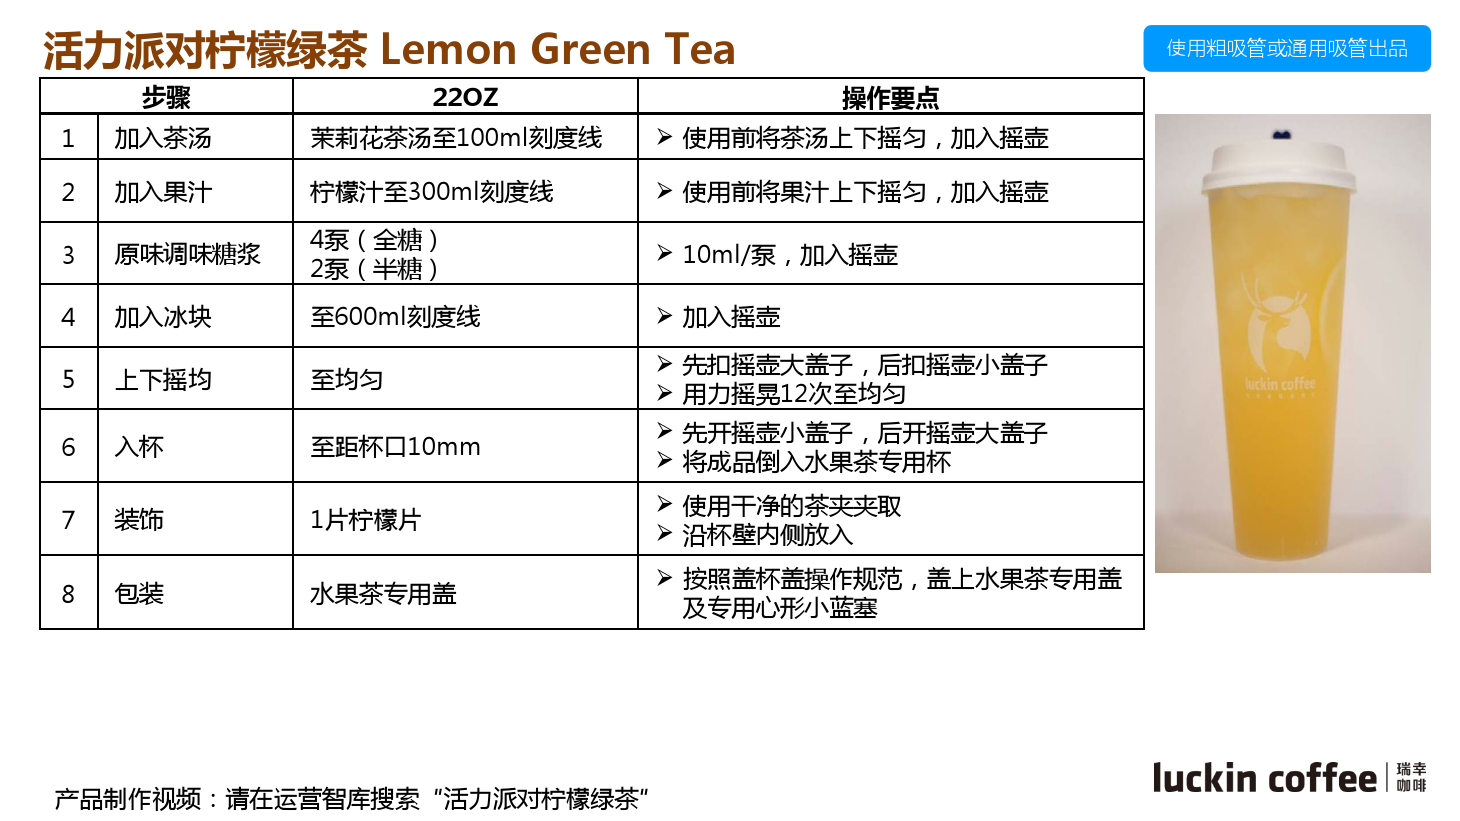 活力派对柠檬绿茶 Lemon Green Tea
使用粗吸管或通用吸管出品
步骤 22OZ 操作要点
1 加入茶汤 茉莉花茶汤至100ml刻度线 ➢ 使用前将茶汤上下摇匀，加入摇壶
2 加入果汁 柠檬汁至300ml刻度线 ➢ 使用前将果汁上下摇匀，加入摇壶
3 原味调味糖浆 4泵（全糖） ➢ 10ml/泵，加入摇壶
2泵（半糖）
4 加入冰块 至600ml刻度线 ➢ 加入摇壶
5 上下摇均 至均匀 ➢ 先扣摇壶大盖子，后扣摇壶小盖子
➢ 用力摇晃12次至均匀
6 入杯 至距杯口10mm ➢ 先开摇壶小盖子，后开摇壶大盖子
➢ 将成品倒入水果茶专用杯
7 装饰 1片柠檬片 ➢ 使用干净的茶夹夹取
➢ 沿杯壁内侧放入
8 包装 水果茶专用盖 ➢ 按照盖杯盖操作规范，盖上水果茶专用盖
及专用心形小蓝塞
luckin coffee
产品制作视频：请在运营智库搜索“活力派对柠檬绿茶”
luckin coffee 瑞幸
咖啡